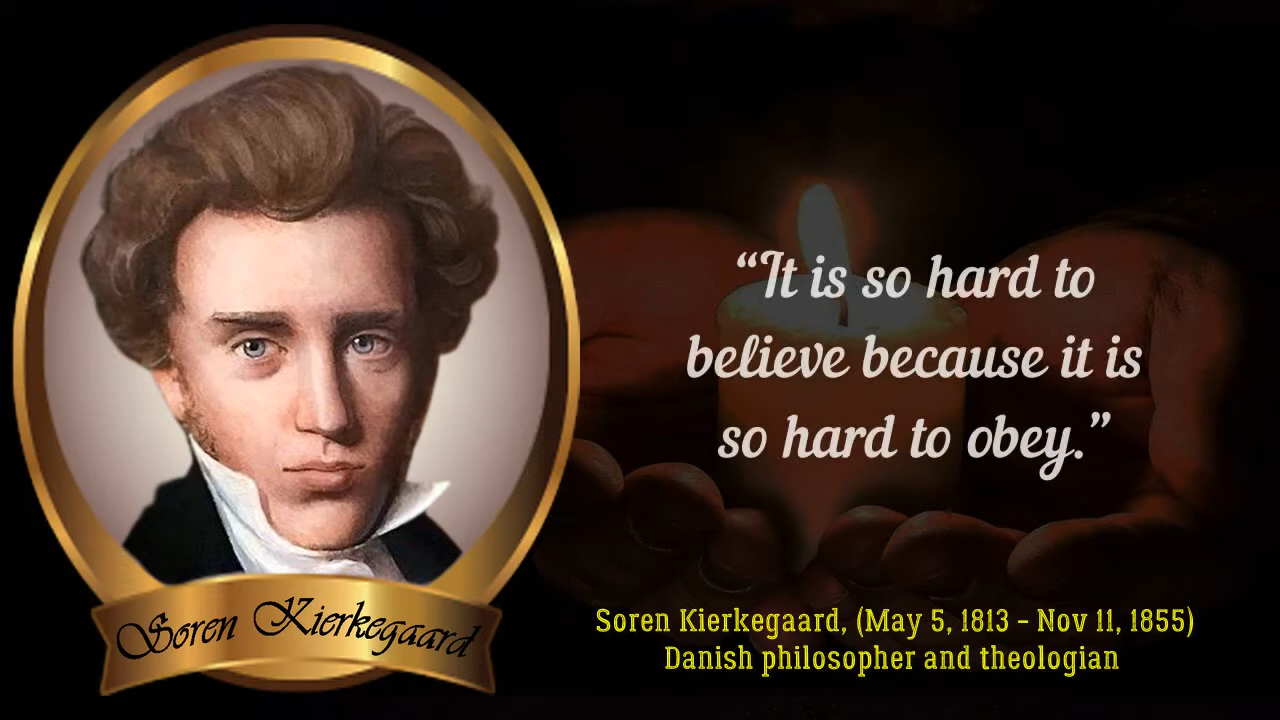 Soren Kierkegaard
“It is so hard to
believe because it is
so hard to obey.”
Soren Kierkegaard, (May 5, 1813 - Nov 11, 1855)
Danish philosopher and theologian